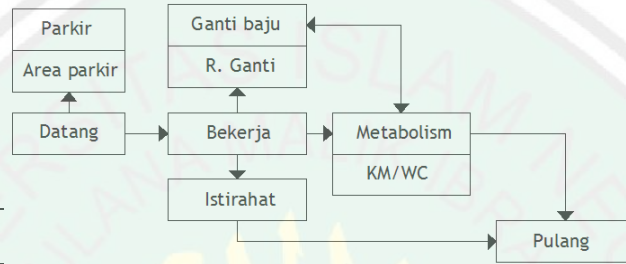 Parkir
Area parkir
Ganti baju
R. Ganti
Datang
Bekerja
Metabolism
KM/WC
Istirahat
Pulang